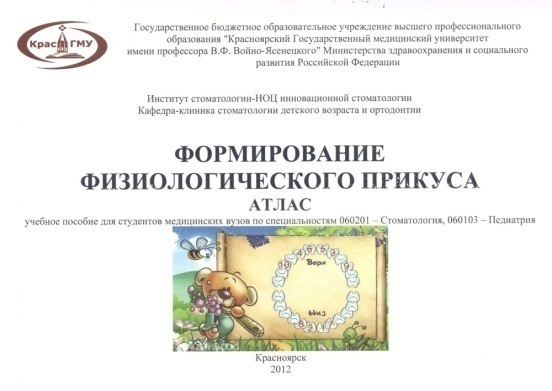 КрасГМУ
Государственное бюджетное образовательное учреждение высшего профессионального
образования "Красноярский Государственный медицинский университет
имени профессора В.Ф. Войно-Ясенецкого" Министерства здравоохранения и социального
развития Российской Федерации
Институт стоматологии-НОЦ инновационной стоматологии
Кафедра-клиника стоматологии детского возраста и ортодонтии
ФОРМИРОВАНИЕ
ФИЗИОЛОГИЧЕСКОГО ПРИКУСА
АТЛАС
учебное пособие для студентов медицинских вузов по специальностям 060201 – Стоматология, 060103 – Педиатрия
Верх
Низ
Красноярск
2012